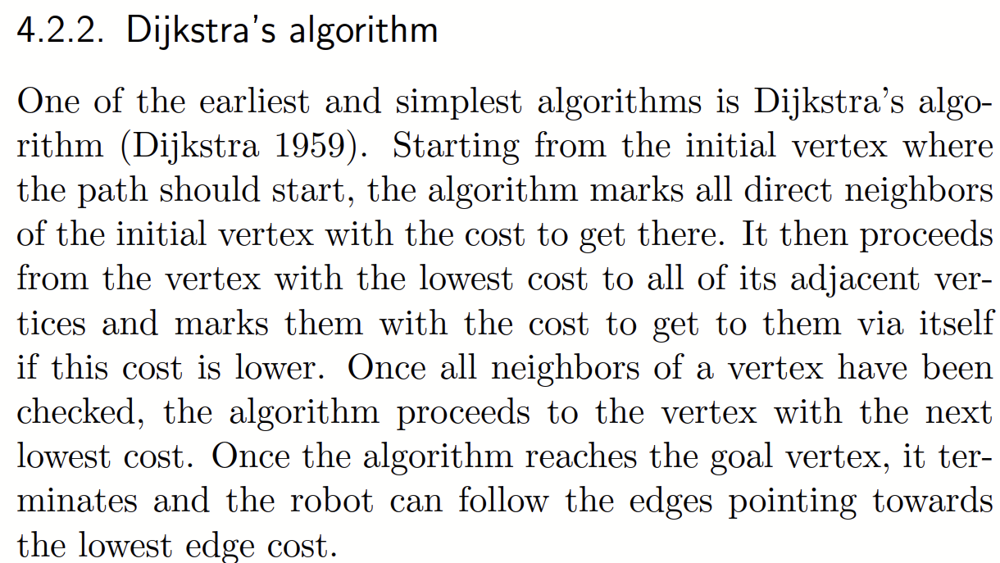 4.2.2. Dijkstra's algorithm
One of the earliest and simplest algorithms is Dijkstra's algo-
rithm (Dijkstra 1959). Starting from the initial vertex where
the path should start, the algorithm marks all direct neighbors
of the initial vertex with the cost to get there. It then proceeds
from the vertex with the lowest cost to all of its adjacent ver-
tices and marks them with the cost to get to them via itself
if this cost is lower. Once all neighbors of a vertex have been
checked, the algorithm proceeds to the vertex with the next
lowest cost. Once the algorithm reaches the goal vertex, it ter-
minates and the robot can follow the edges pointing towards
the lowest edge cost.